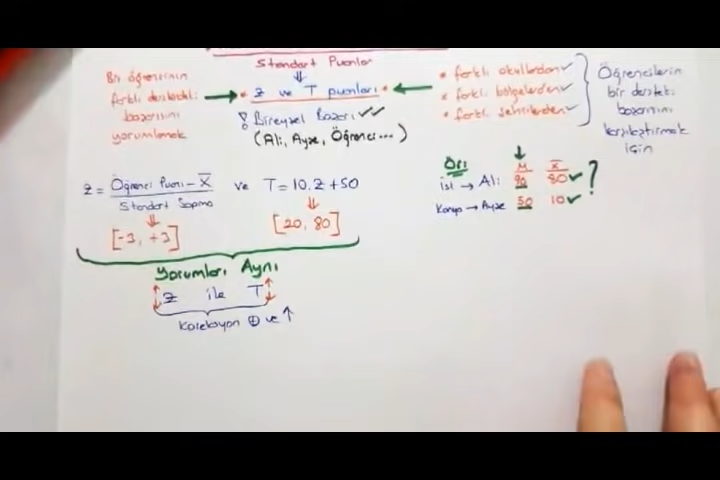 Standart Puanlar
Bir öğrencinin
farklı derslerdeki
başarısını
yorumlamak
Z ve T puanları
! Bireysel Başarı ✓✓
(Ali, Ayşe, Öğrenci...)
• farklı okullardan ✓
x farklı bölgelerden ✓
• farklı şehirlerden ✓
Öğrencilerin
bir dersteki
başarısını
karşılaştırmak
için
Z = Öğrenci Puanı - X̄
Standart Sapma
ve T = 10.Z + 50
[-3, +3]
[20, 80]
Yorumları Aynı
Z ile T
Korelasyon ⊕ ve ↑
Ör:
M X̄
İst → Ali 90 80 ✓ ?
Konya → Ayşe 50 10 ✓